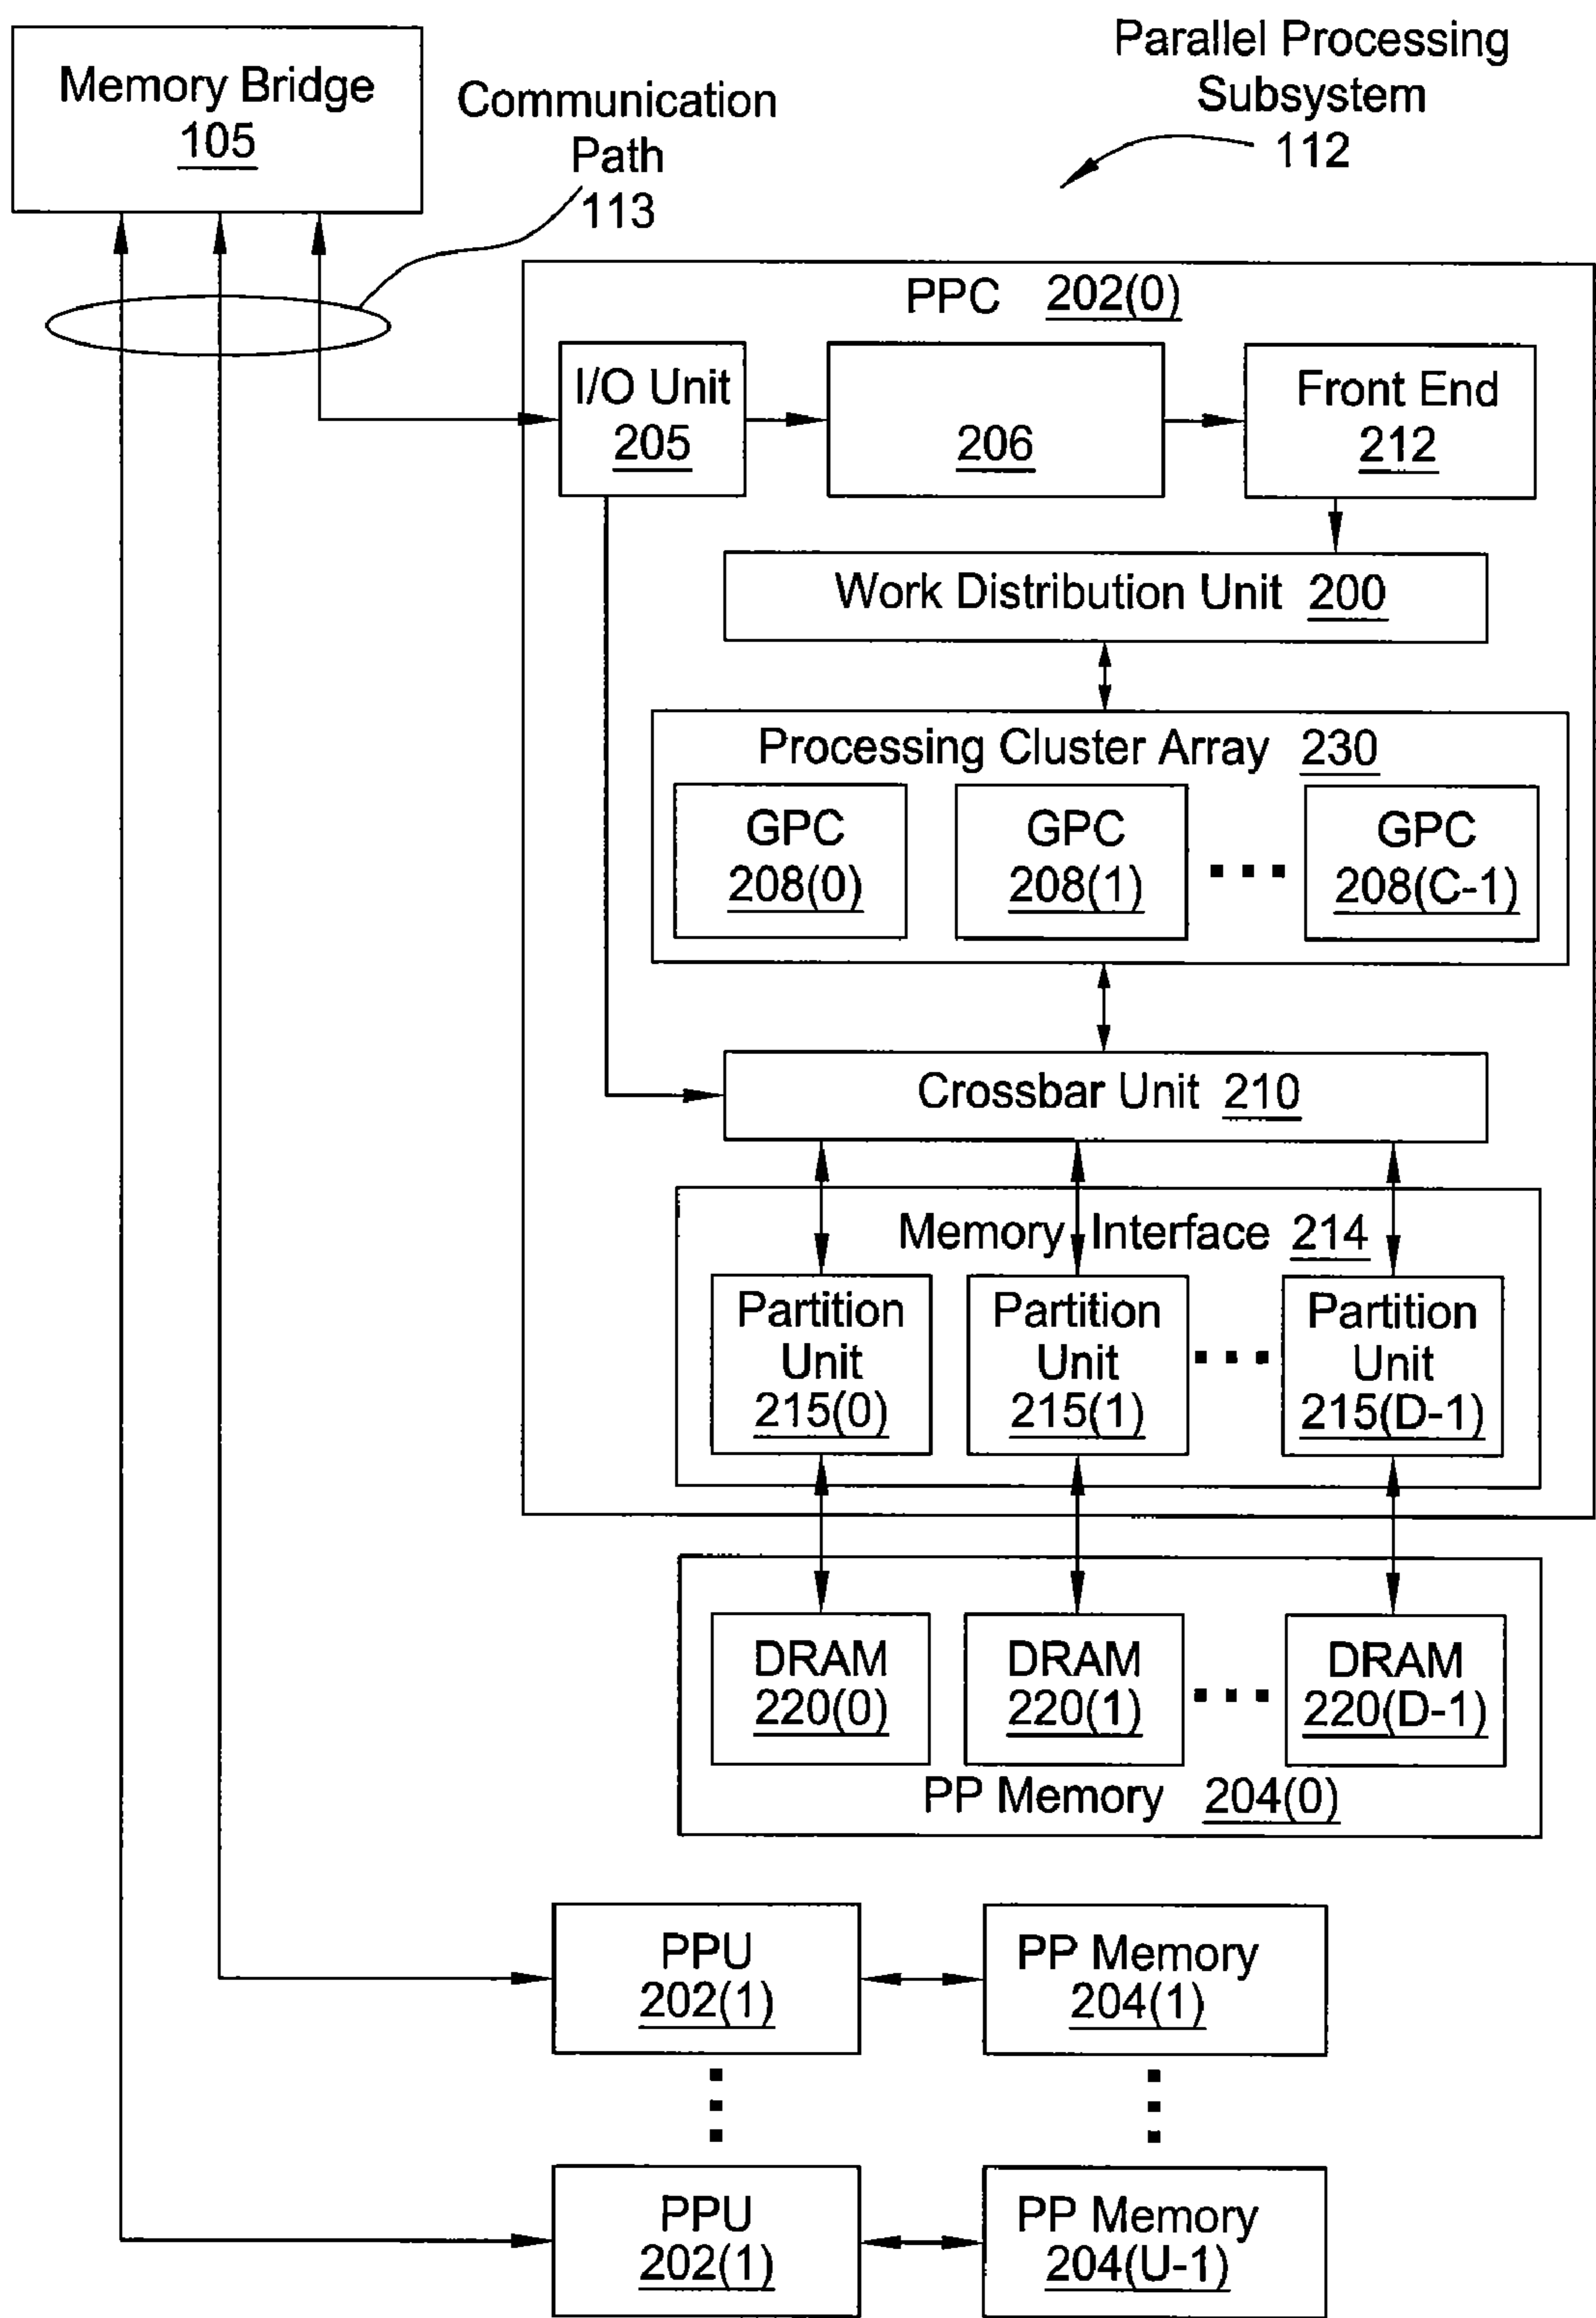 Memory Bridge
105
Communication
Path
113
Parallel Processing
Subsystem
112
PPC 202(0)
I/O Unit
205
206
Front End
212
Work Distribution Unit 200
Processing Cluster Array 230
GPC
208(0)
GPC
208(1)
GPC
208(C-1)
Crossbar Unit 210
Memory Interface 214
Partition
Unit
215(0)
Partition
Unit
215(1)
Partition
Unit
215(D-1)
DRAM
220(0)
DRAM
220(1)
DRAM
220(D-1)
PP Memory 204(0)
PPU
202(1)
PP Memory
204(1)
PPU
202(1)
PP Memory
204(U-1)